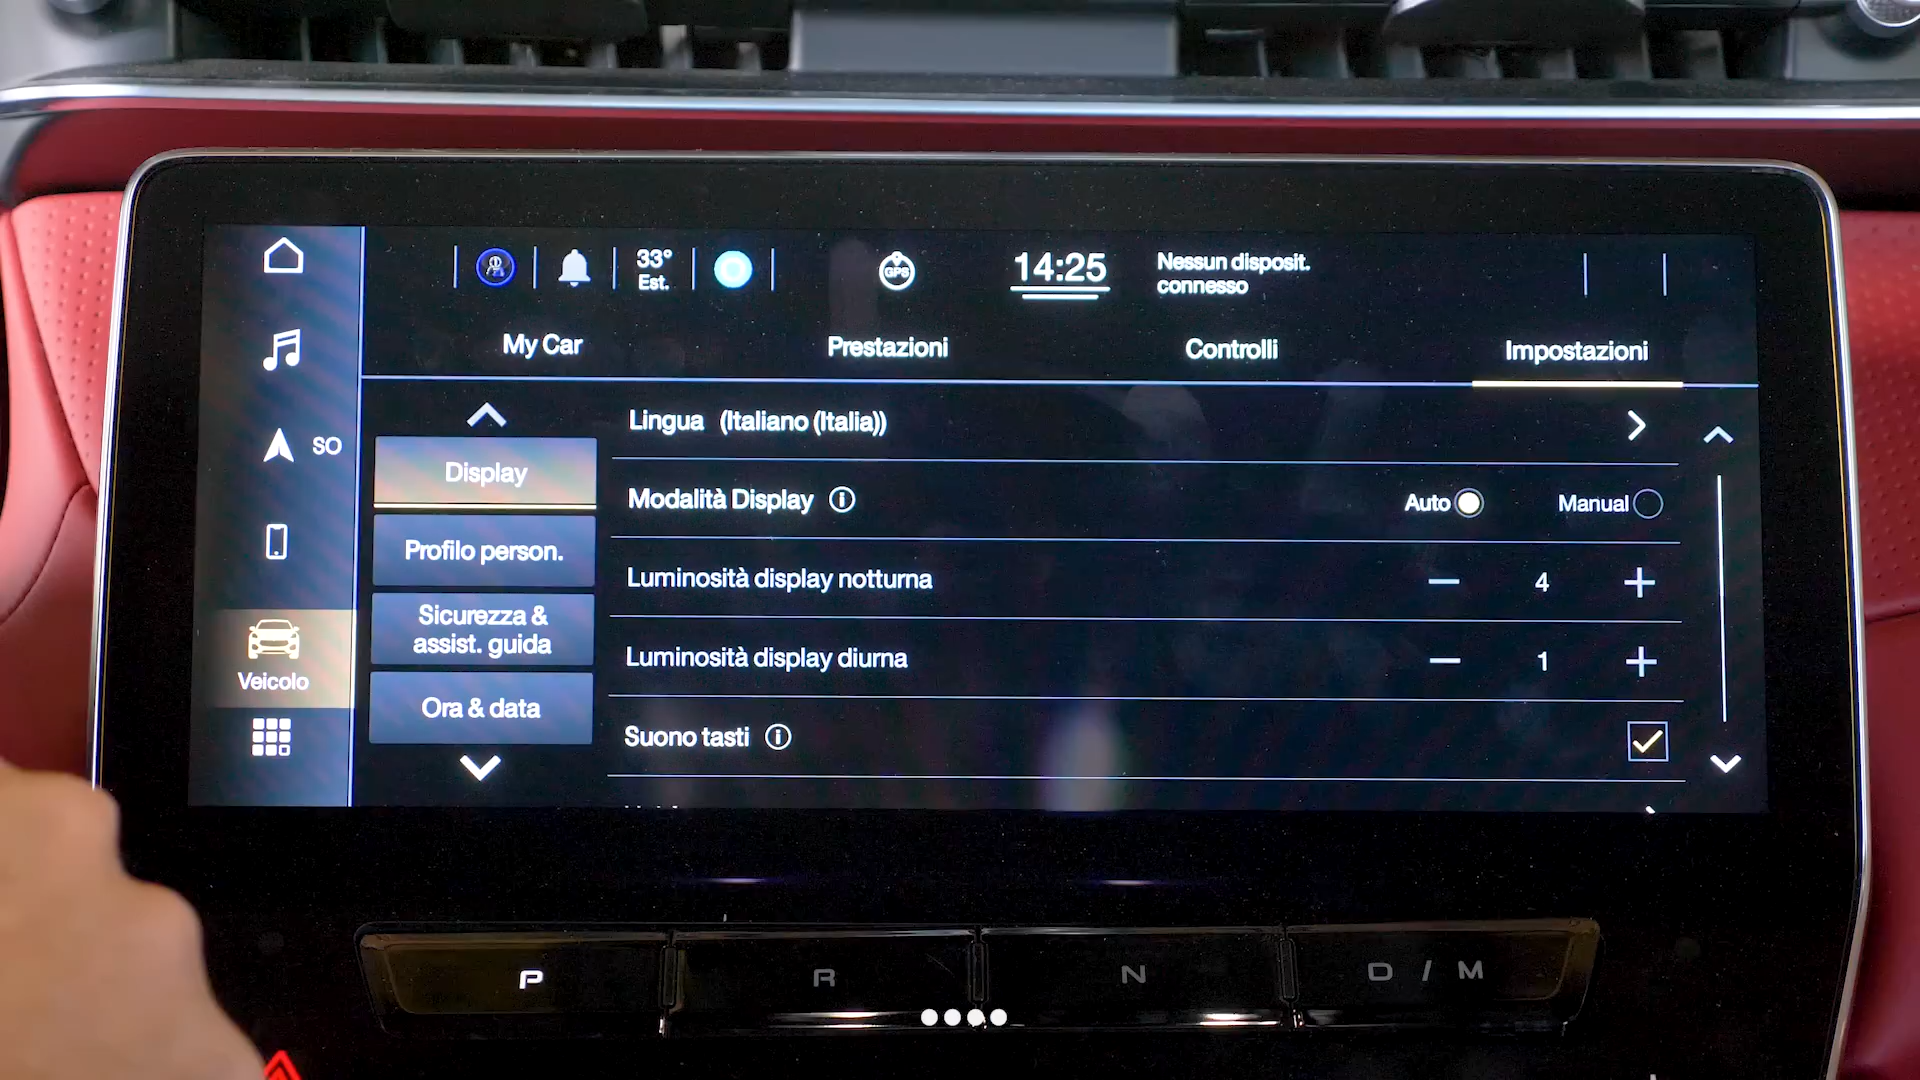 33°
Est.
GPS
14:25
Nessun disposit.
connesso
My Car
Prestazioni
Controlli
Impostazioni
SO
Veicolo
Display
Profilo person.
Sicurezza &
assist. guida
Ora & data
Lingua (Italiano (Italia))
Modalità Display
Auto
Manual
Luminosità display notturna
4
Luminosità display diurna
1
Suono tasti
P
R
N
D / M